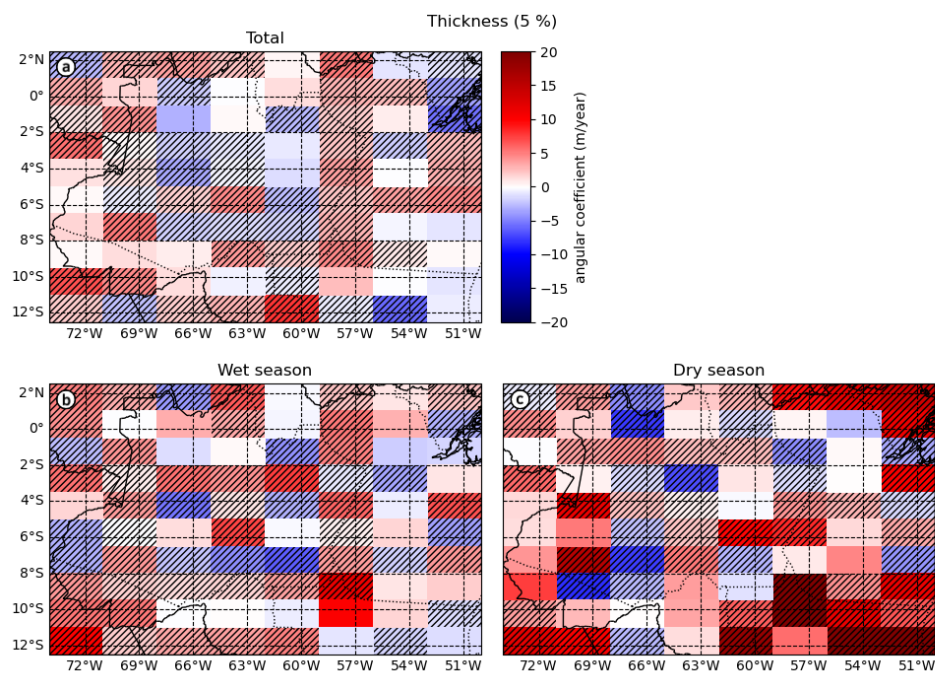 Thickness (5 %)
Total
a
2°N
0°
2°S
4°S
6°S
8°S
10°S
12°S
72°W 69°W 66°W 63°W 60°W 57°W 54°W 51°W
20
15
10
5
0
−5
−10
−15
−20
angular coefficient (m/year)
Wet season
b
2°N
0°
2°S
4°S
6°S
8°S
10°S
12°S
72°W 69°W 66°W 63°W 60°W 57°W 54°W 51°W
Dry season
c
72°W 69°W 66°W 63°W 60°W 57°W 54°W 51°W